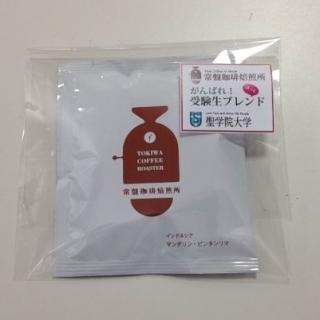 常盤珈琲焙煎所
がんばれ！
受験生ブレンド
聖学院大学
TOKIWA
COFFEE
ROASTER
常盤珈琲焙煎所
インドネシア
マンデリン・ビンタンリマ